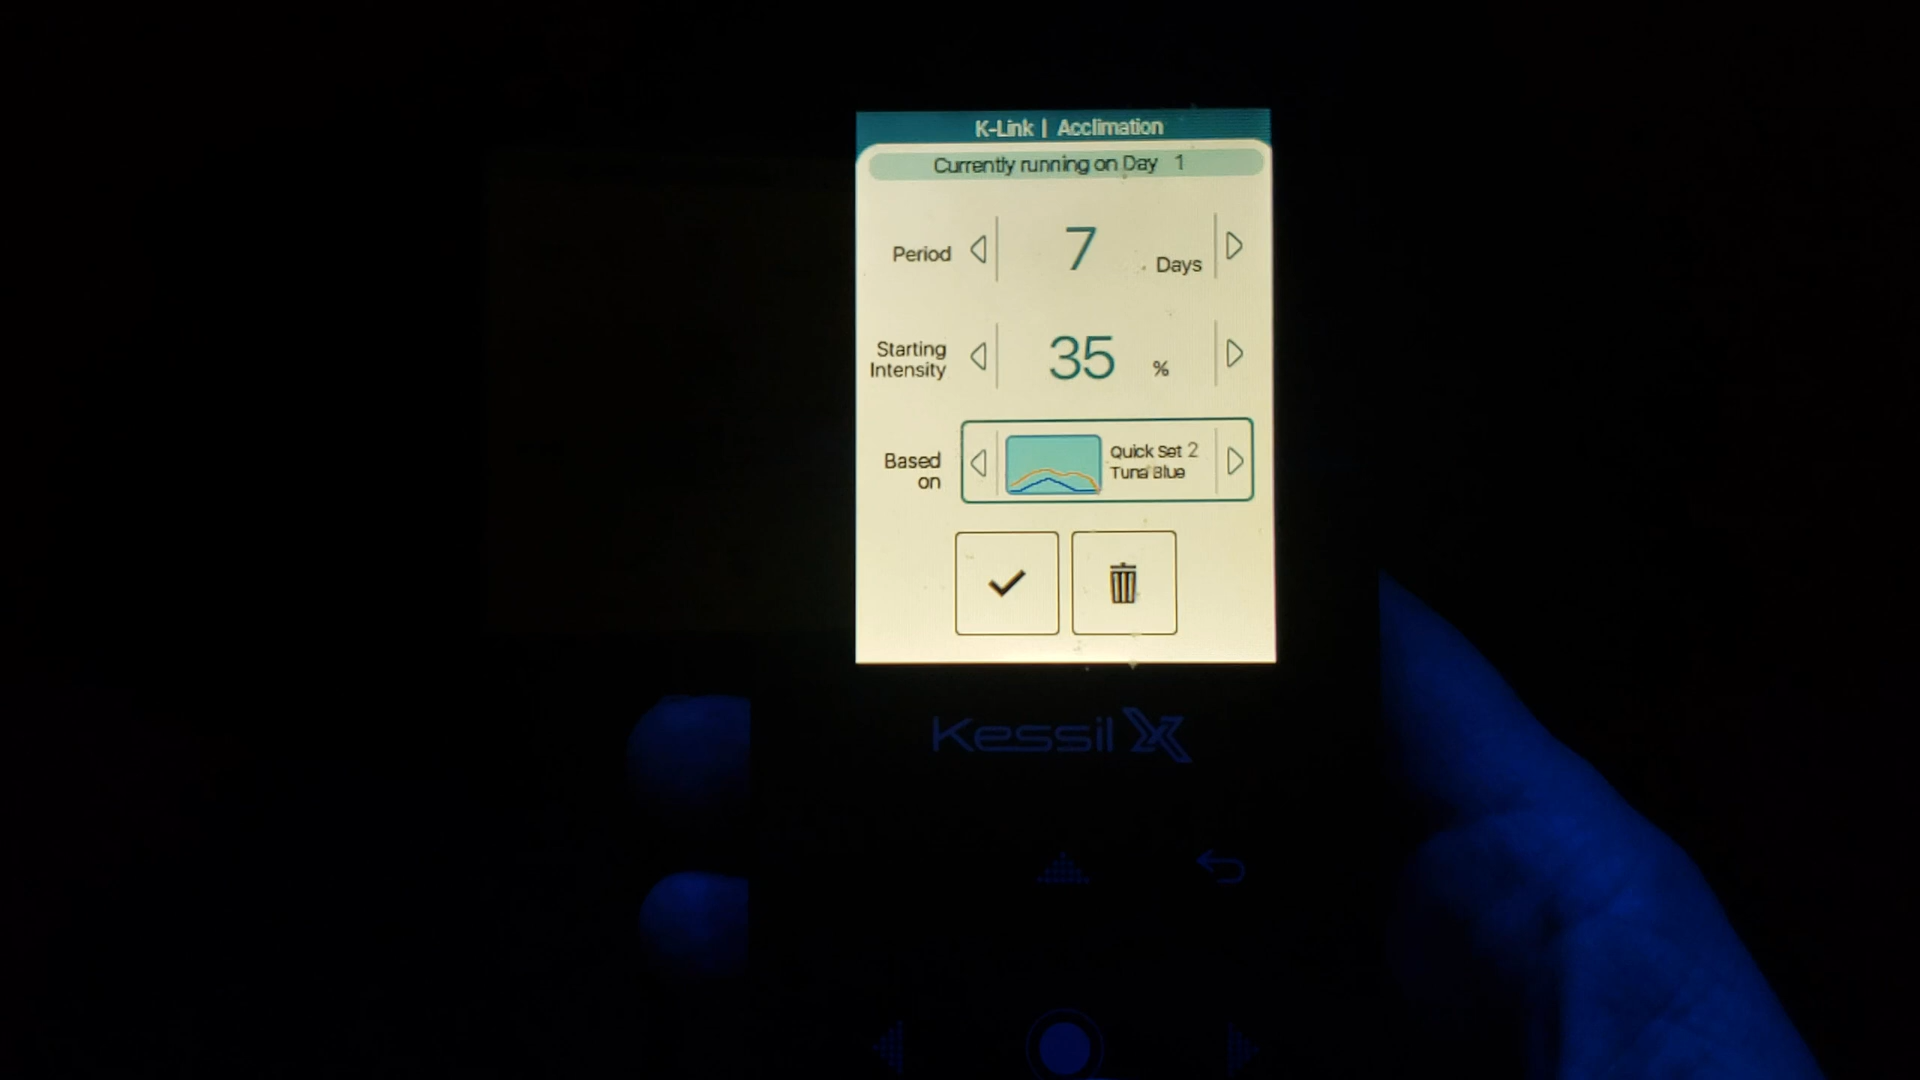 K-Link | Acclimation
Currently running on Day 1
Period 7 Days
Starting Intensity 35 %
Based on Quick Set 2
Tuna Blue
Kessil X